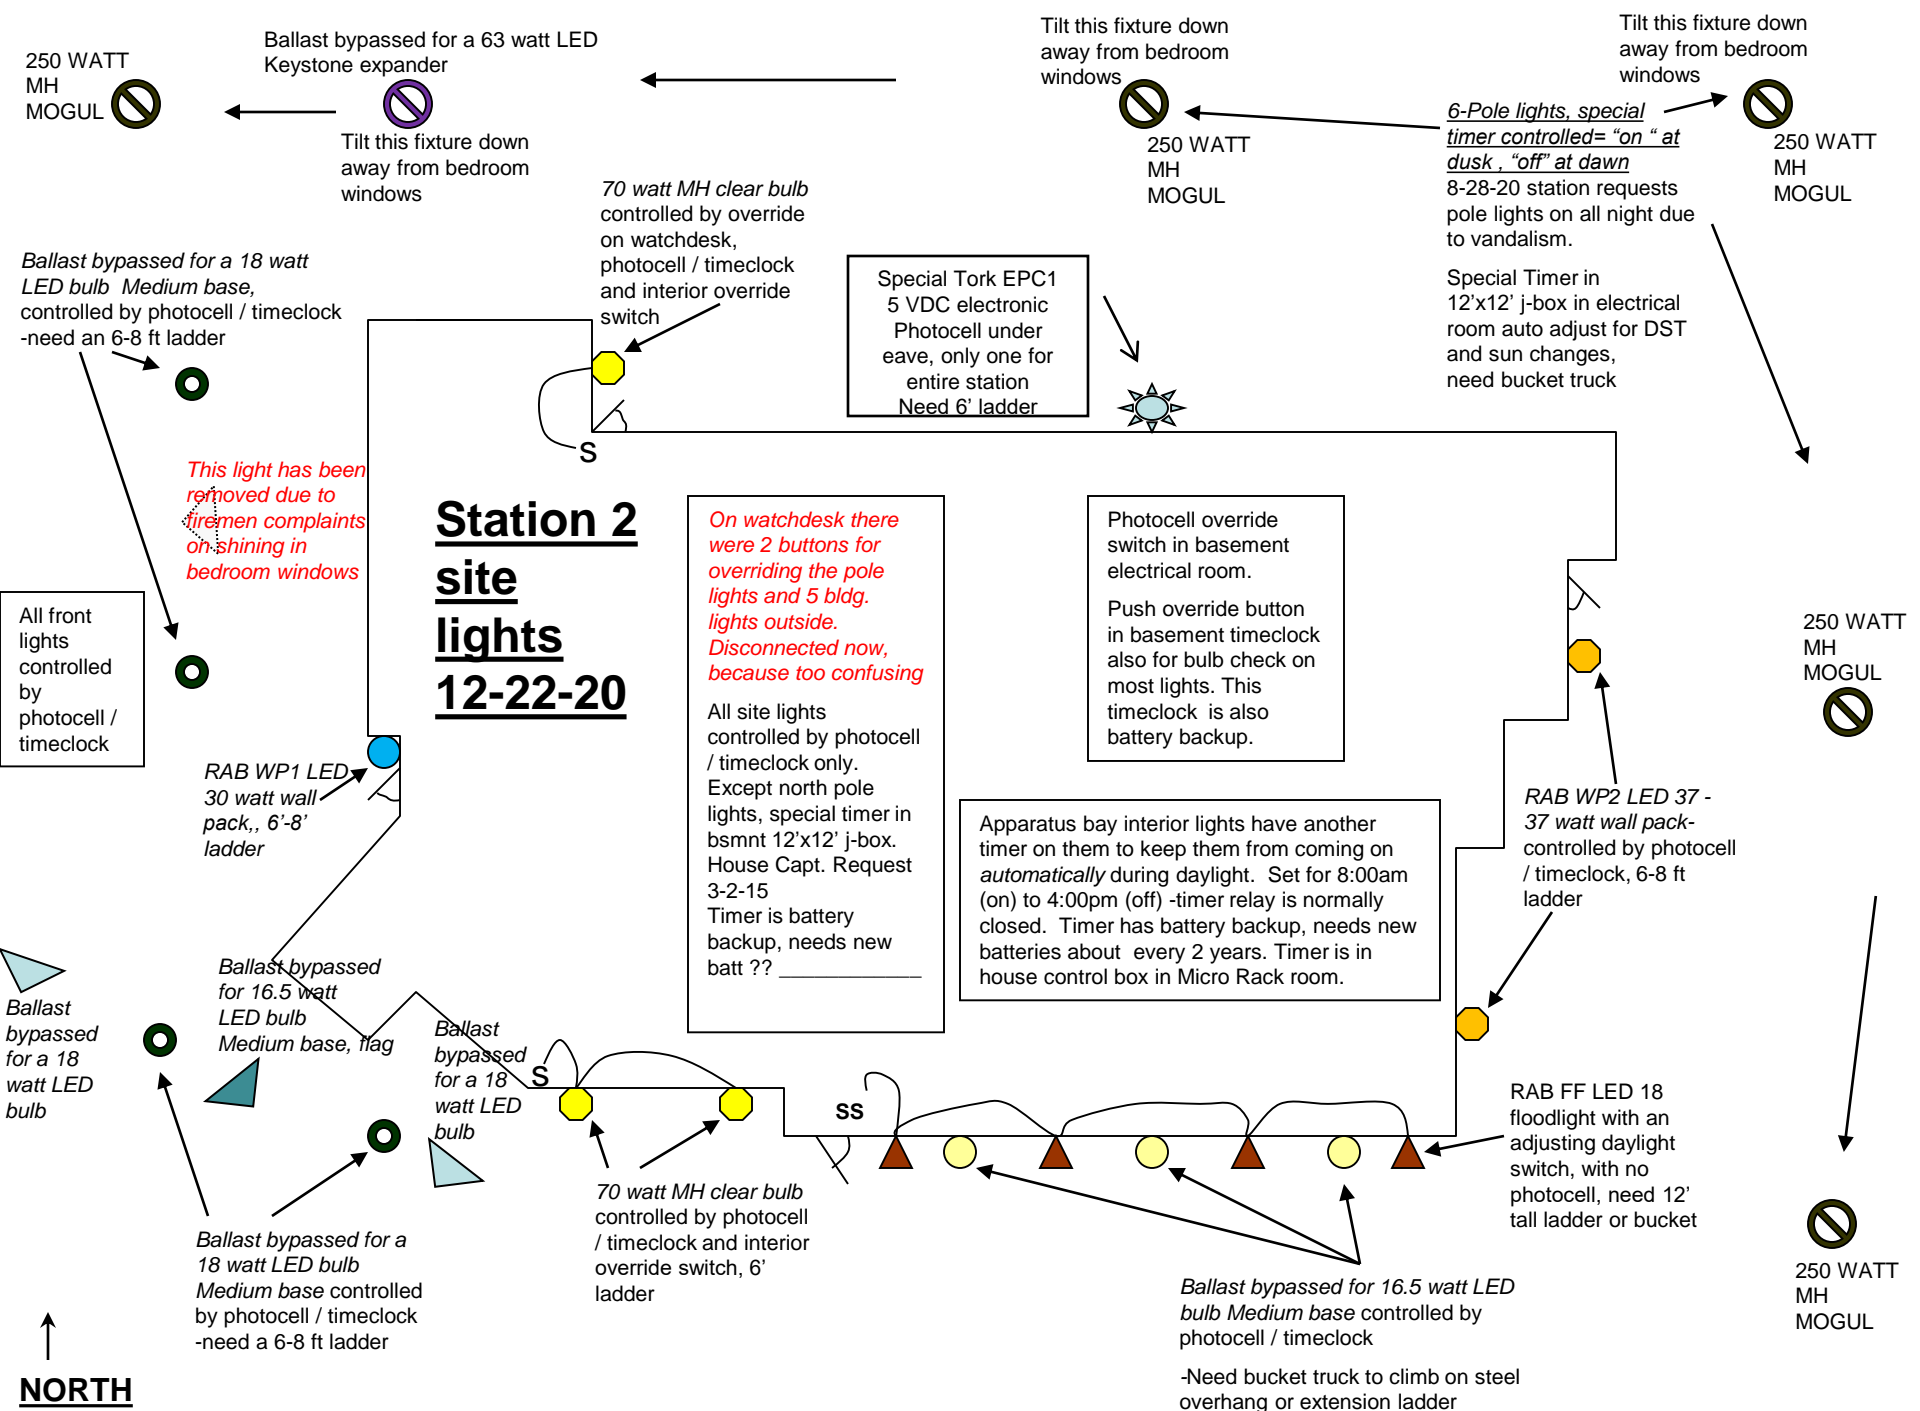 250 WATT
MH
MOGUL
Ballast bypassed for a 63 watt LED
Keystone expander
Tilt this fixture down
away from bedroom
windows
Tilt this fixture down
away from bedroom
windows
250 WATT
MH
MOGUL
Tilt this fixture down
away from bedroom
windows
250 WATT
MH
MOGUL
6-Pole lights, special
timer controlled= “on “ at
dusk , “off” at dawn
8-28-20 station requests
pole lights on all night due
to vandalism.
Special Timer in
12’x12’ j-box in electrical
room auto adjust for DST
and sun changes,
need bucket truck
70 watt MH clear bulb
controlled by override
on watchdesk,
photocell / timeclock
and interior override
switch
Special Tork EPC1
5 VDC electronic
Photocell under
eave, only one for
entire station
Need 6’ ladder
Ballast bypassed for a 18 watt
LED bulb  Medium base,
controlled by photocell / timeclock
-need an 6-8 ft ladder
S
This light has been
removed due to
firemen complaints
on shining in
bedroom windows
Station 2
site
lights
12-22-20
On watchdesk there
were 2 buttons for
overriding the pole
lights and 5 bldg.
lights outside.
Disconnected now,
because too confusing
All site lights
controlled by photocell
/ timeclock only.
Except north pole
lights, special timer in
bsmnt 12’x12’ j-box.
House Capt. Request
3-2-15
Timer is battery
backup, needs new
batt ?? ____________
Photocell override
switch in basement
electrical room.
Push override button
in basement timeclock
also for bulb check on
most lights. This
timeclock  is also
battery backup.
All front
lights
controlled
by
photocell /
timeclock
250 WATT
MH
MOGUL
RAB WP1 LED
30 watt wall
pack,, 6’-8’
ladder
RAB WP2 LED 37 -
37 watt wall pack-
controlled by photocell
/ timeclock, 6-8 ft
ladder
Apparatus bay interior lights have another
timer on them to keep them from coming on
automatically during daylight.  Set for 8:00am
(on) to 4:00pm (off) -timer relay is normally
closed.  Timer has battery backup, needs new
batteries about  every 2 years. Timer is in
house control box in Micro Rack room.
Ballast
bypassed
for a 18
watt LED
bulb
Ballast bypassed
for 16.5 watt
LED bulb
Medium base, flag
Ballast
bypassed
for a 18
watt LED
bulb
S
SS
RAB FF LED 18
floodlight with an
adjusting daylight
switch, with no
photocell, need 12’
tall ladder or bucket
70 watt MH clear bulb
controlled by photocell
/ timeclock and interior
override switch, 6’
ladder
Ballast bypassed for a
18 watt LED bulb
Medium base controlled
by photocell / timeclock
-need a 6-8 ft ladder
250 WATT
MH
MOGUL
Ballast bypassed for 16.5 watt LED
bulb Medium base controlled by
photocell / timeclock
-Need bucket truck to climb on steel
overhang or extension ladder
NORTH